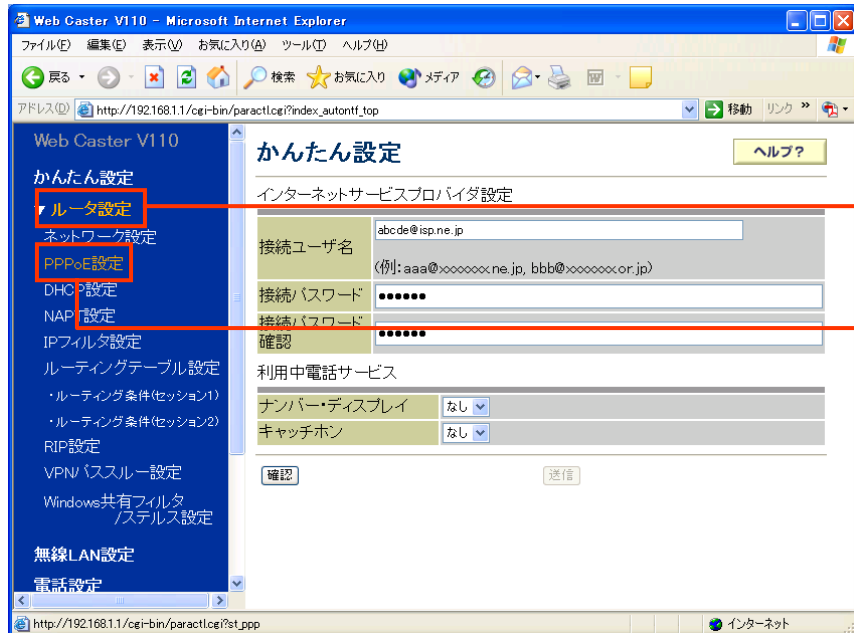 Web Caster V110 - Microsoft Internet Explorer
ファイル(F) 編集(E) 表示(V) お気に入り(A) ツール(T) ヘルプ(H)
戻る 検索 お気に入り メディア
アドレス(D) http://192.168.1.1/cgi-bin/paractl.cgi?index_autontf_top 移動 リンク »
Web Caster V110
かんたん設定
▼ルータ設定
ネットワーク設定
PPPoE設定
DHCP設定
NAPT設定
IPフィルタ設定
ルーティングテーブル設定
・ルーティング条件(セッション1)
・ルーティング条件(セッション2)
RIP設定
VPNパススルー設定
Windows共有フィルタ
/ステルス設定
無線LAN設定
電話設定
かんたん設定
ヘルプ?
インターネットサービスプロバイダ設定
接続ユーザ名
abcde@isp.ne.jp
(例:aaa@xxxxxxx.ne.jp, bbb@xxxxxxx.or.jp)
接続パスワード ●●●●●●
接続パスワード
確認 ●●●●●●
利用中電話サービス
ナンバー・ディスプレイ なし
キャッチホン なし
確認 送信
http://192.168.1.1/cgi-bin/paractl.cgi?st_ppp インターネット